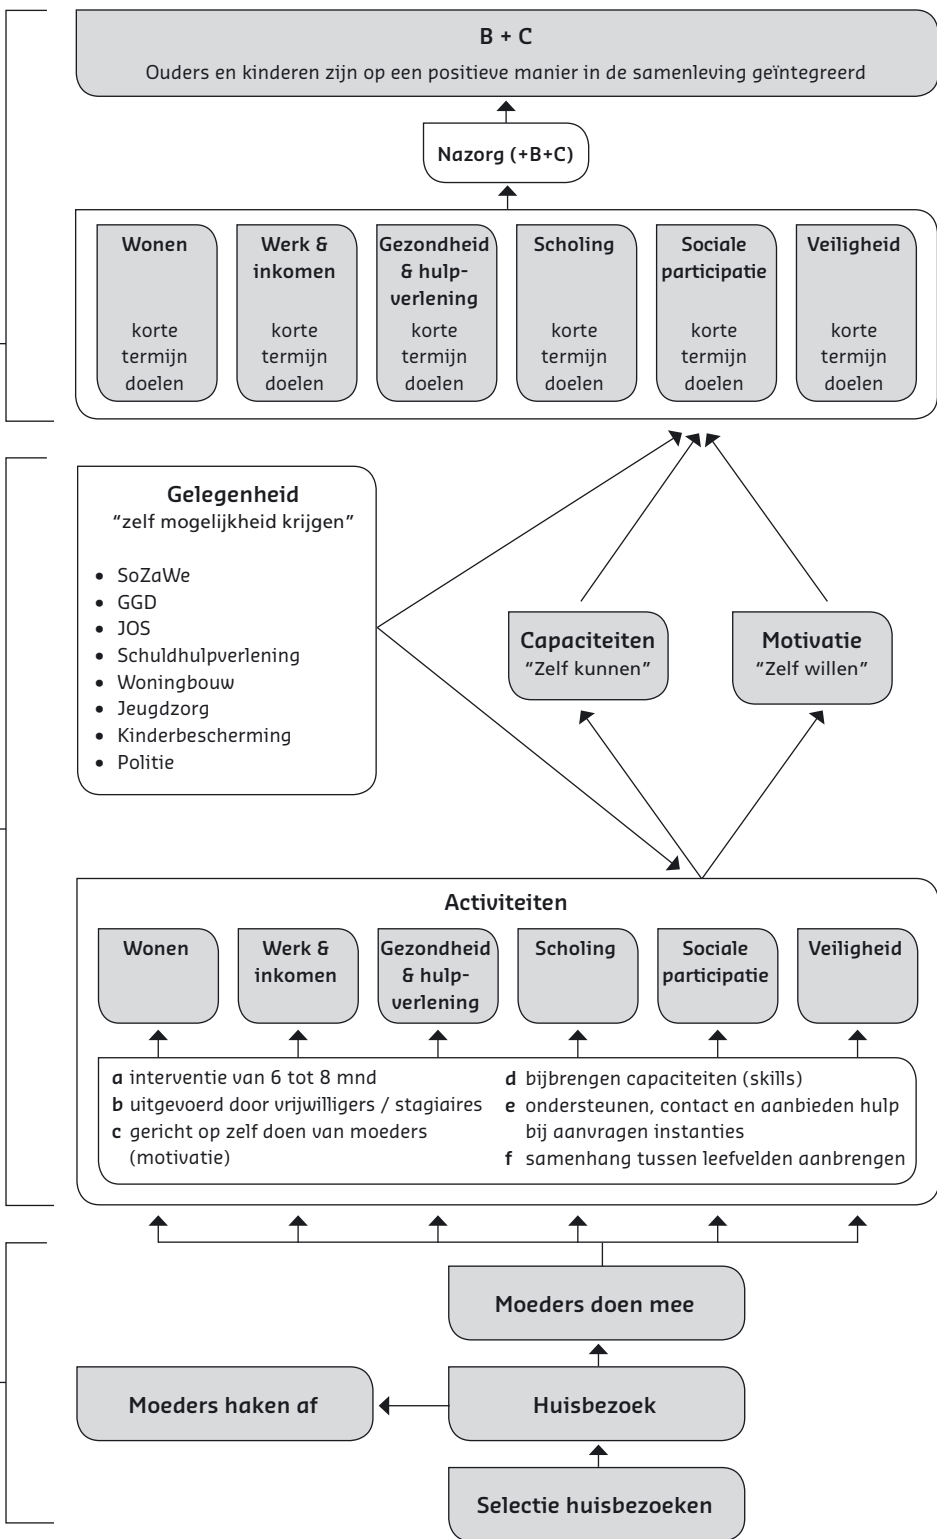 B + C
Ouders en kinderen zijn op een positieve manier in de samenleving geïntegreerd
Nazorg (+B+C)
Wonen
korte
termijn
doelen
Werk &
inkomen
korte
termijn
doelen
Gezondheid
& hulp-
verlening
korte
termijn
doelen
Scholing
korte
termijn
doelen
Sociale
participatie
korte
termijn
doelen
Veiligheid
korte
termijn
doelen
Gelegenheid
“zelf mogelijkheid krijgen”
• SoZaWe
• GGD
• JOS
• Schuldhulpverlening
• Woningbouw
• Jeugdzorg
• Kinderbescherming
• Politie
Capaciteiten
“Zelf kunnen”
Motivatie
“Zelf willen”
Activiteiten
Wonen
Werk &
inkomen
Gezondheid
& hulp-
verlening
Scholing
Sociale
participatie
Veiligheid
a interventie van 6 tot 8 mnd
b uitgevoerd door vrijwilligers / stagiaires
c gericht op zelf doen van moeders
(motivatie)
d bijbrengen capaciteiten (skills)
e ondersteunen, contact en aanbieden hulp
bij aanvragen instanties
f samenhang tussen leefvelden aanbrengen
Moeders doen mee
Moeders haken af
Huisbezoek
Selectie huisbezoeken